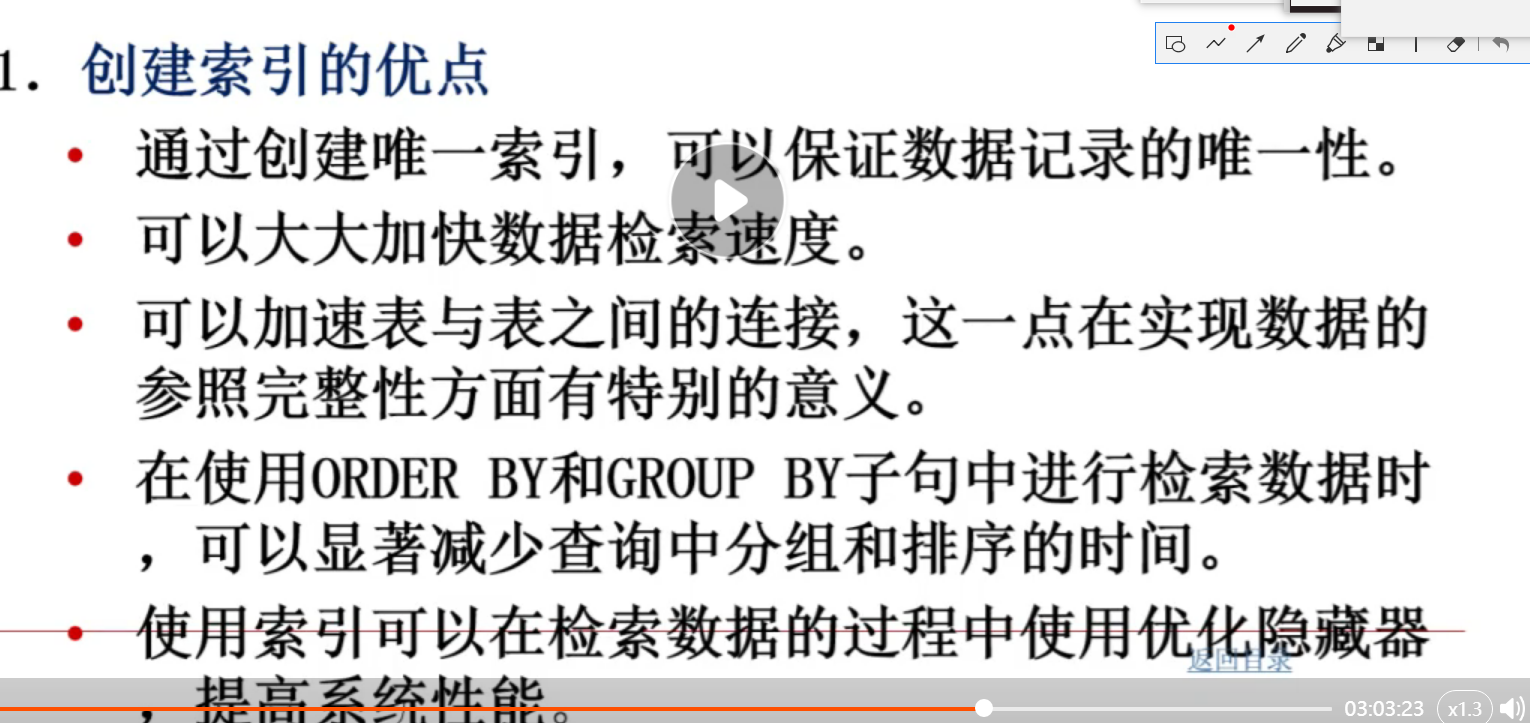 1. 创建索引的优点
• 通过创建唯一索引，可以保证数据记录的唯一性。
• 可以大大加快数据检索速度。
• 可以加速表与表之间的连接，这一点在实现数据的
参照完整性方面有特别的意义。
• 在使用ORDER BY和GROUP BY子句中进行检索数据时
，可以显著减少查询中分组和排序的时间。
• 使用索引可以在检索数据的过程中使用优化隐藏器
返回目录
，提高系统性能。
03:03:23 x1.3